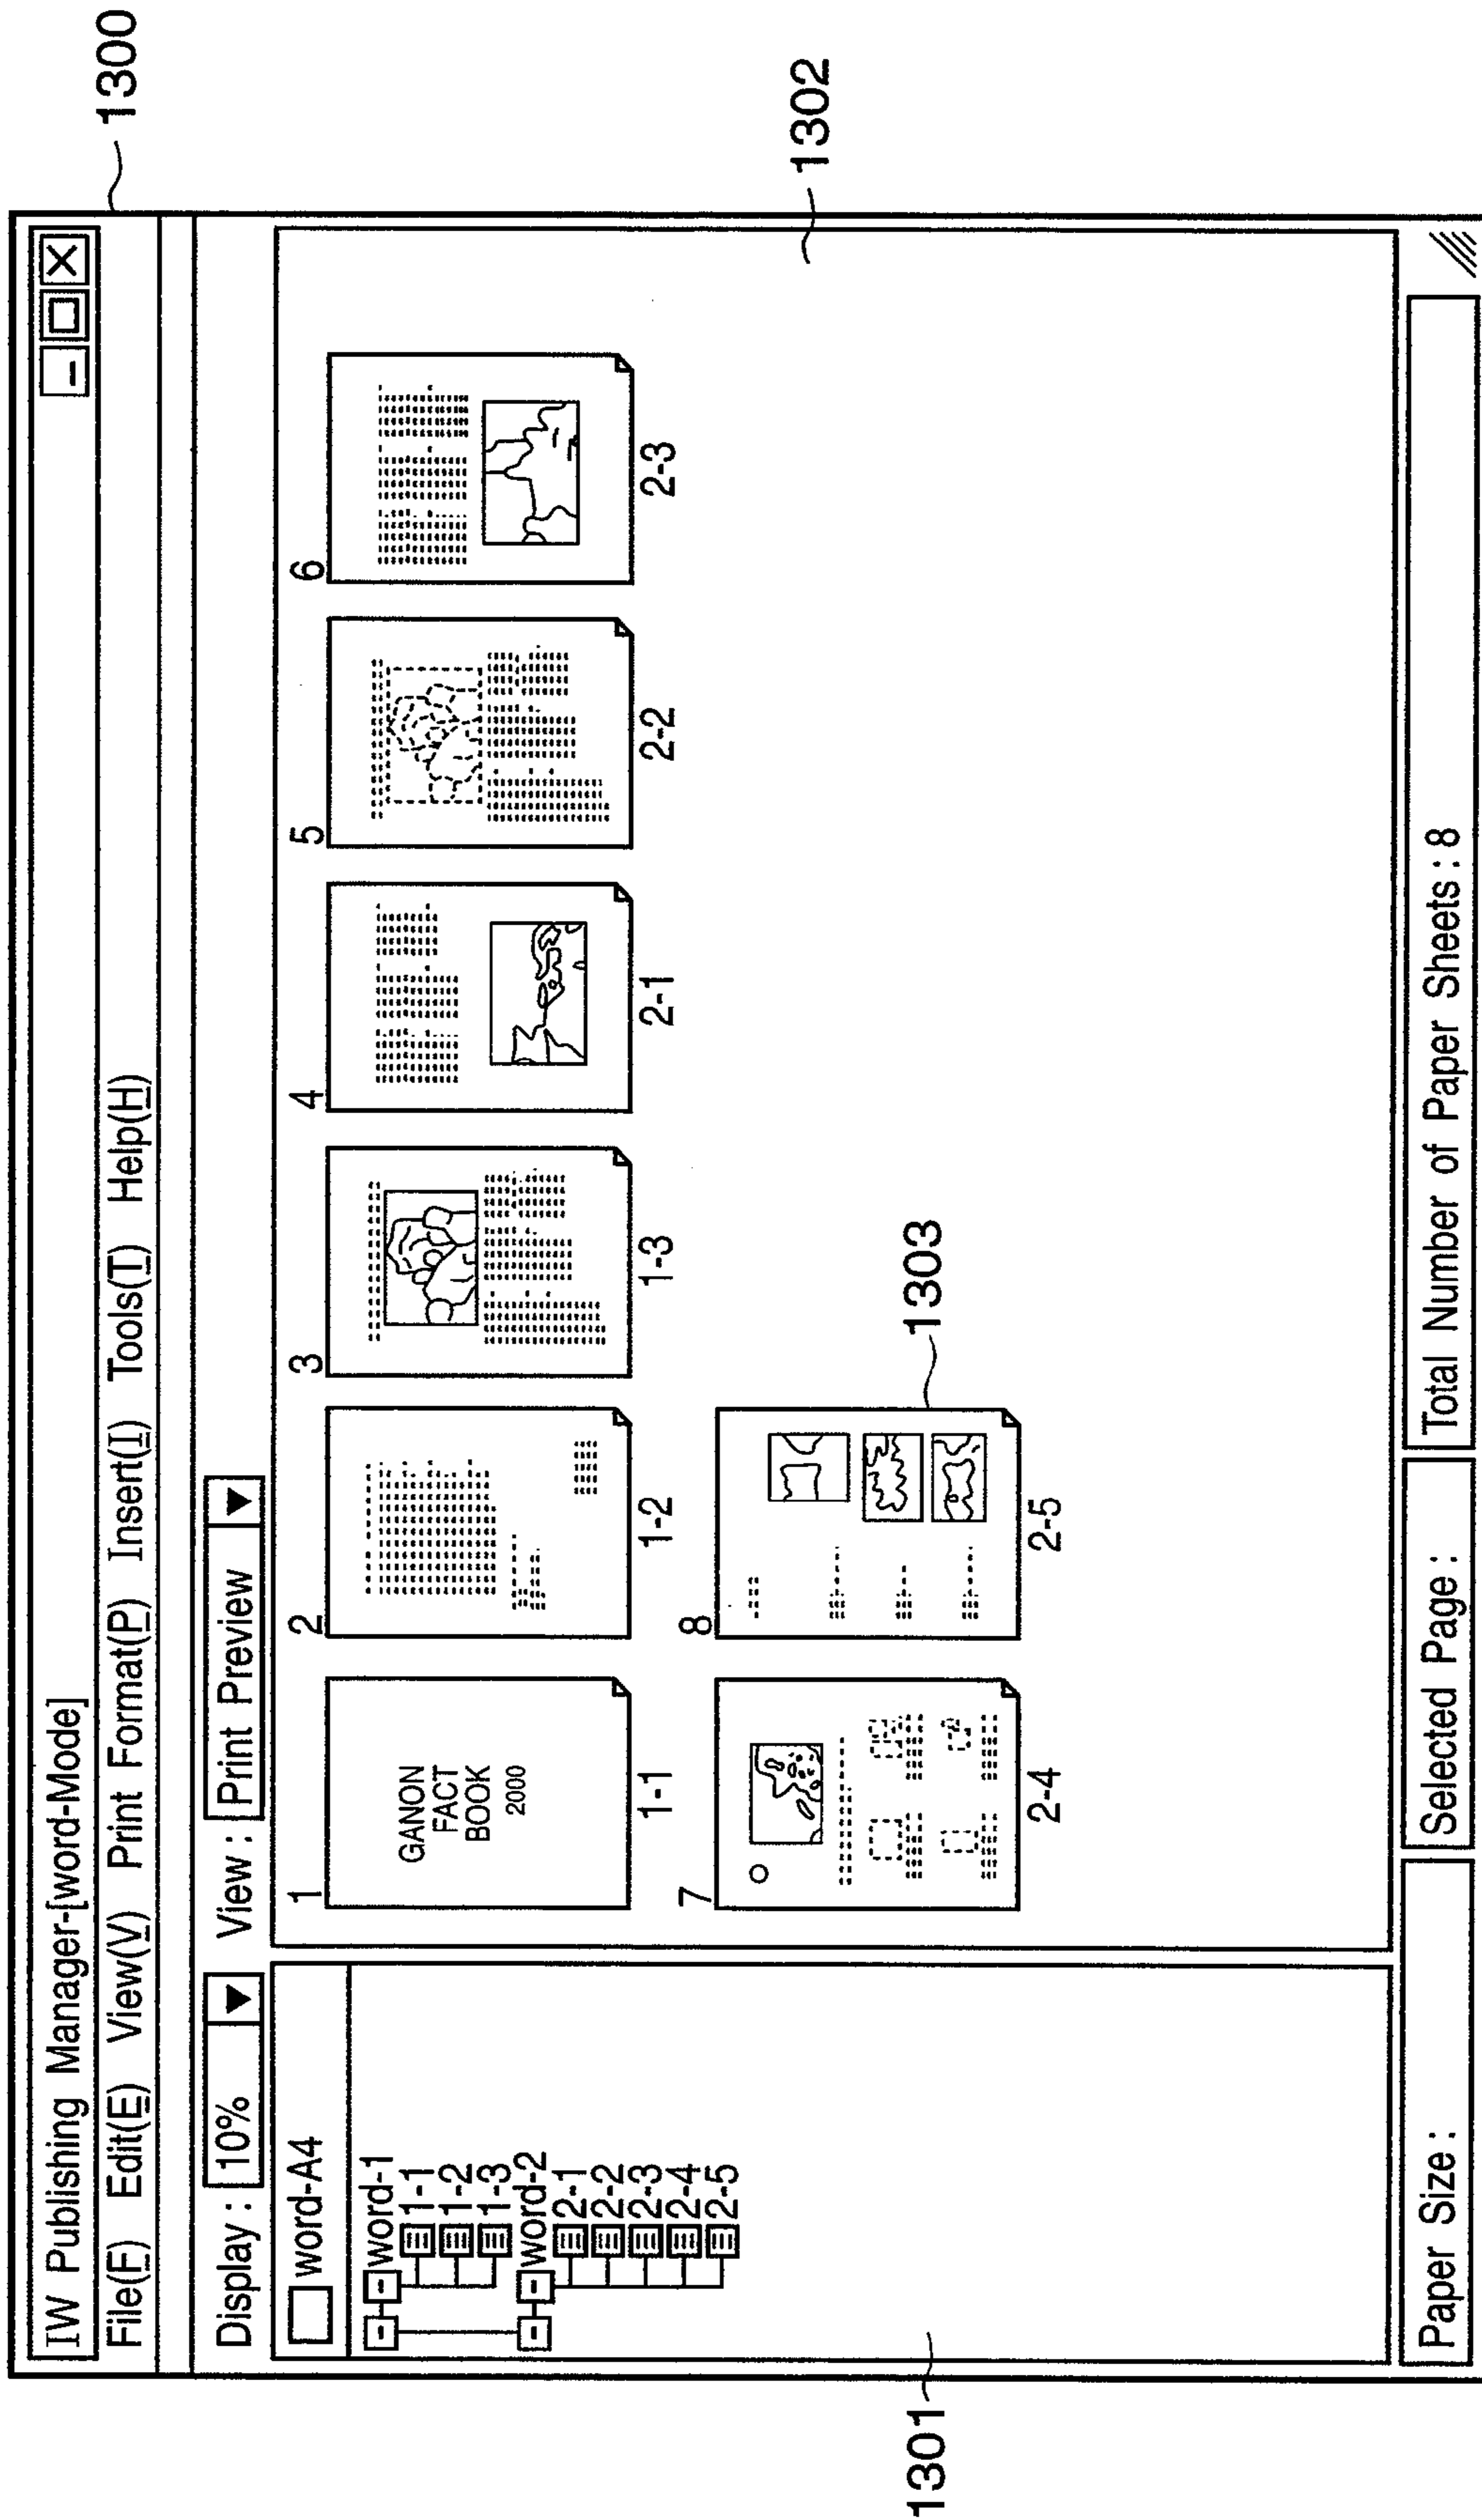 1300
IW Publishing Manager-[word-Mode]
File(F) Edit(E) View(V) Print Format(P) Insert(I) Tools(T) Help(H)
Display : 10% View : Print Preview
word-A4
word-1
1-1
1-2
1-3
word-2
2-1
2-2
2-3
2-4
2-5
1 2 3 4 5 6
GANON
FACT
BOOK
2000
1-1 1-2 1-3 2-1 2-2 2-3
1302
7 8
2-4 2-5
1303
1301
Paper Size : Selected Page : Total Number of Paper Sheets : 8